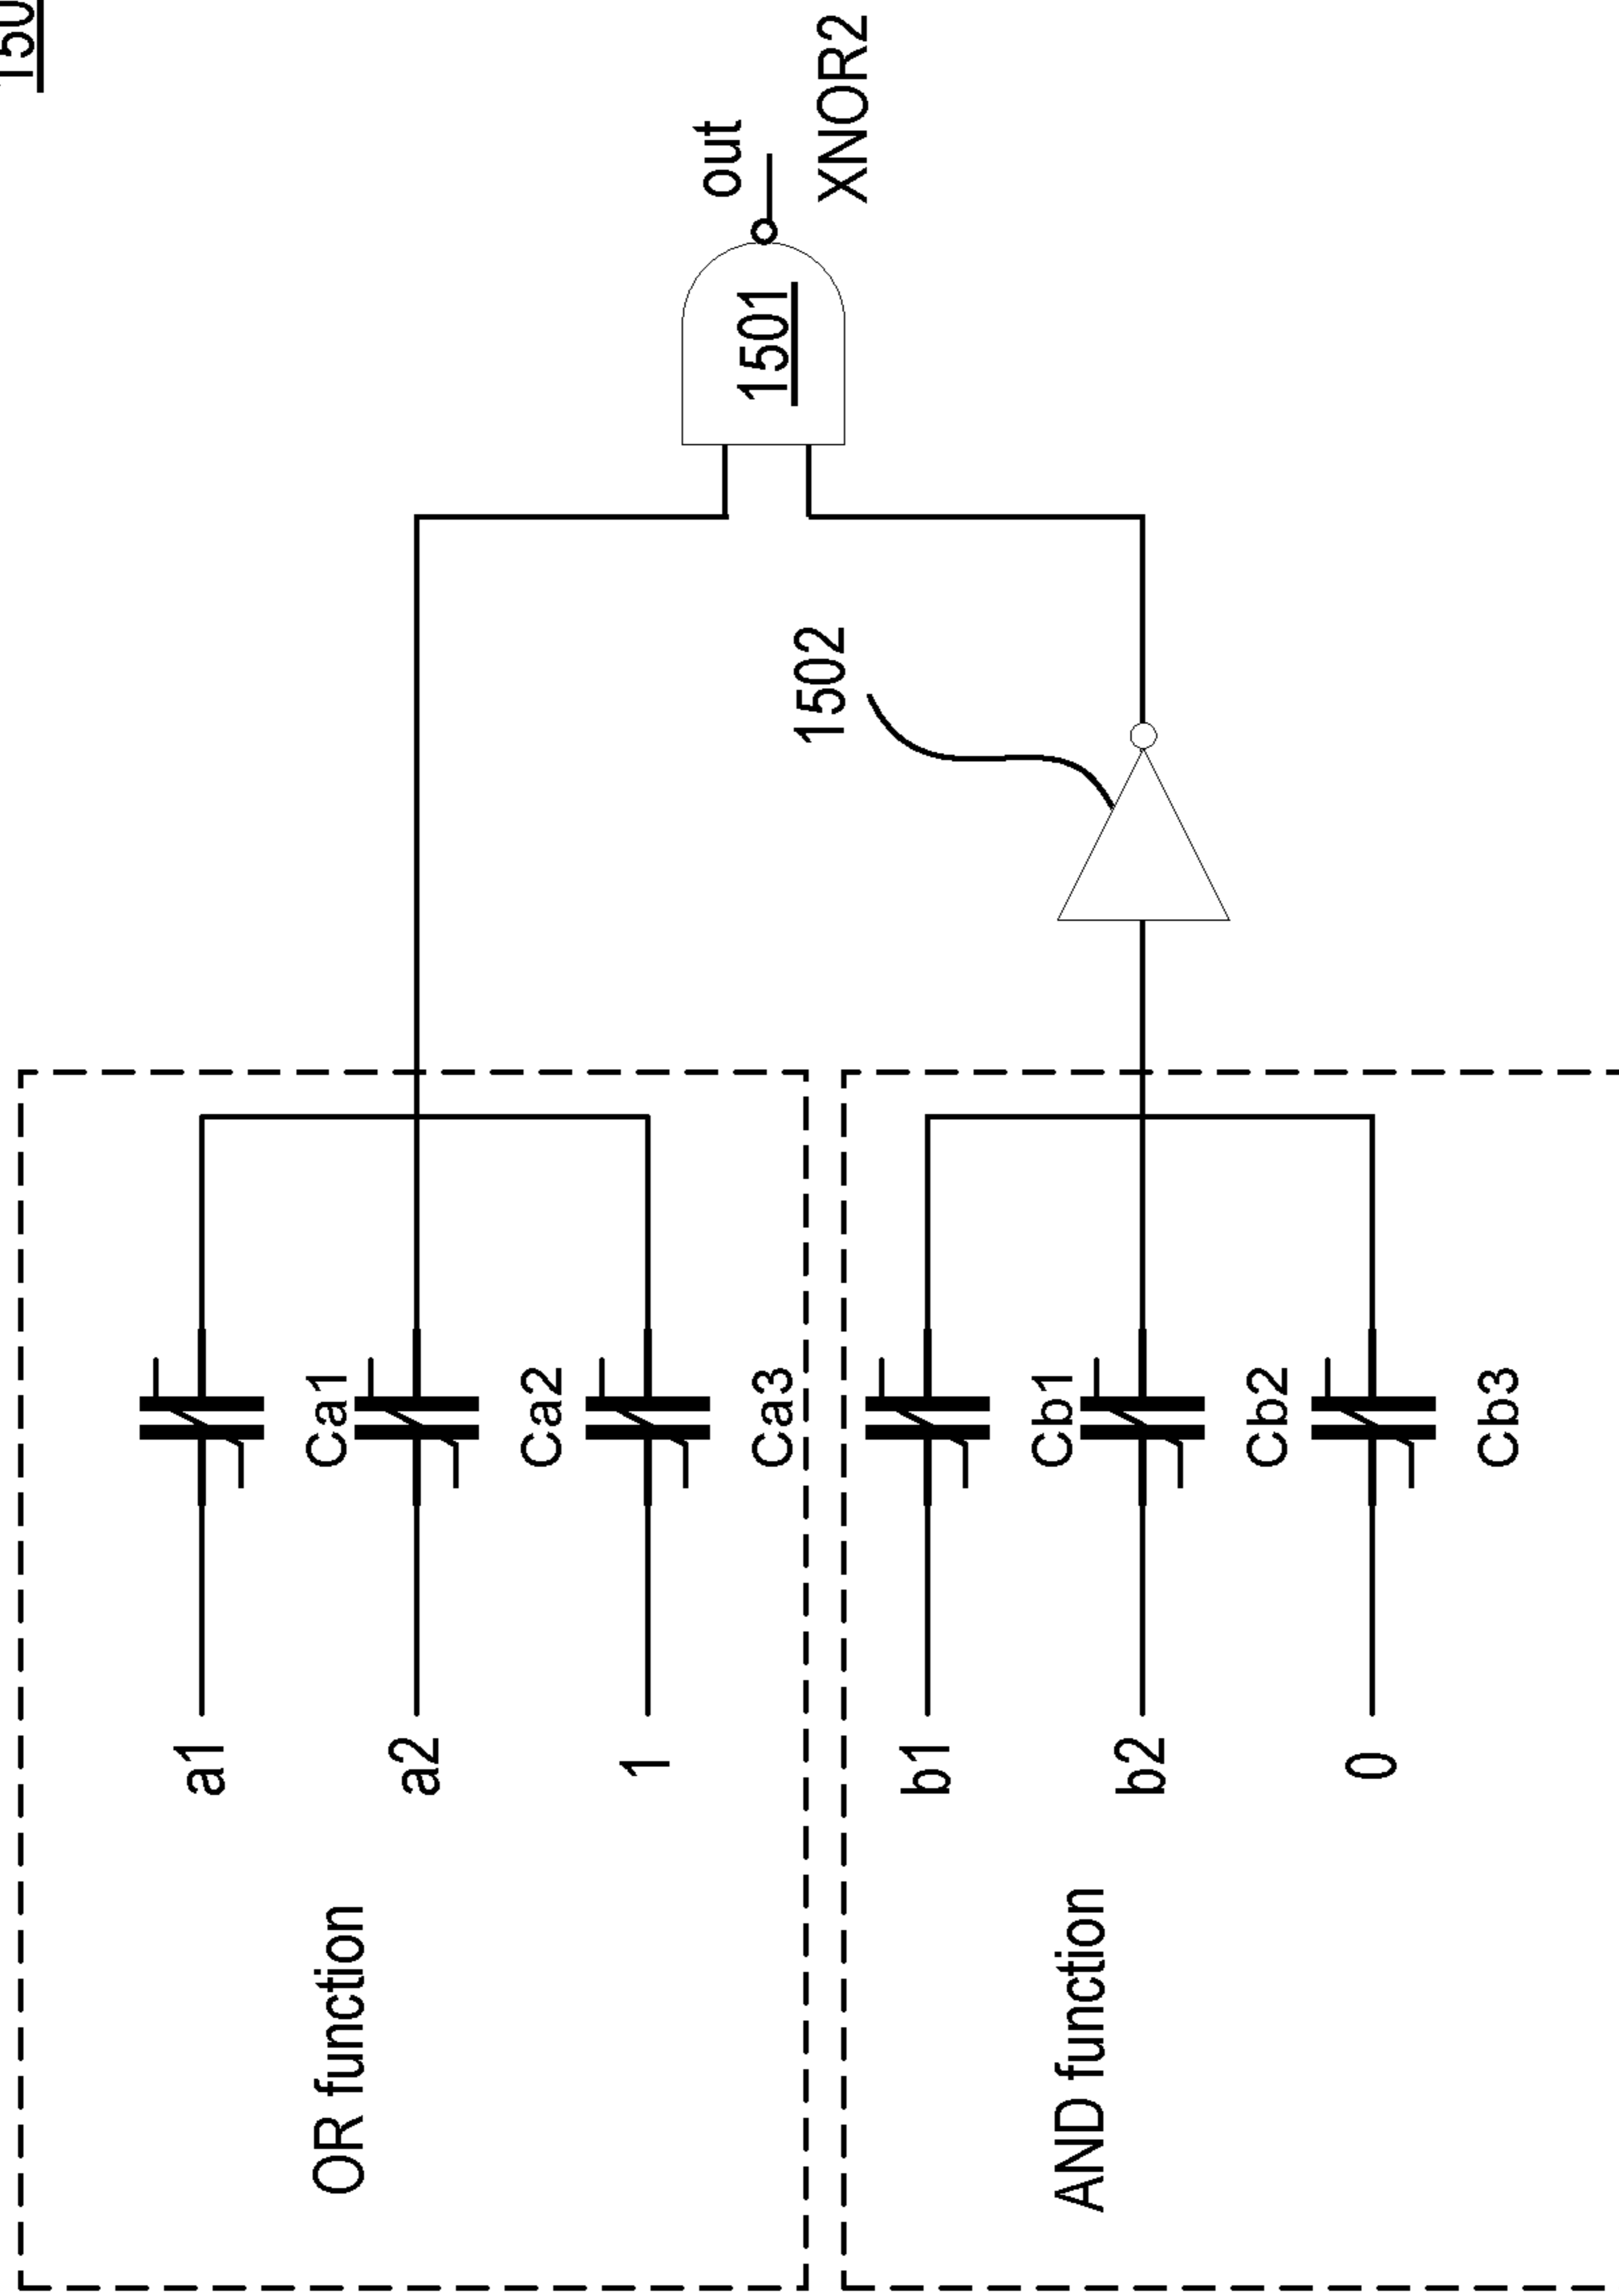 150
a1
Ca1
OR function
a2
Ca2
1
Ca3
out
1501
1502
XNOR2
b1
Cb1
AND function
b2
Cb2
0
Cb3